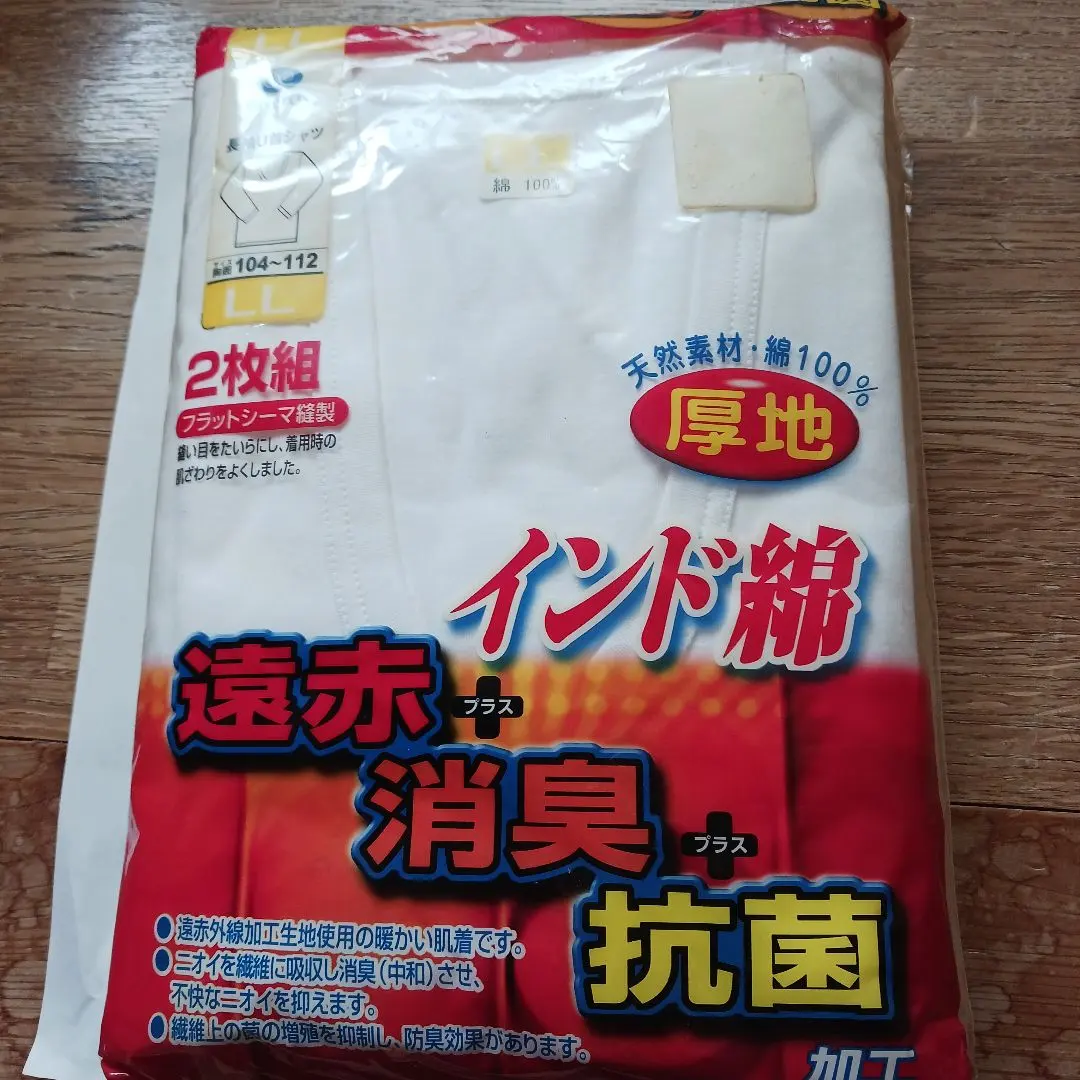 LL
シャツ
サイズ
胸囲 104～112
LL
綿 100%
2枚組
フラットシーマ縫製
縫い目をたいらにし、着用時の
肌ざわりをよくしました。
天然素材・綿100%
厚地
インド綿
遠赤
プラス
消臭
プラス
抗菌
加工
●遠赤外線加工生地使用の暖かい肌着です。
●ニオイを繊維に吸収し消臭(中和)させ、
不快なニオイを抑えます。
●繊維上の菌の増殖を抑制し、防臭効果があります。